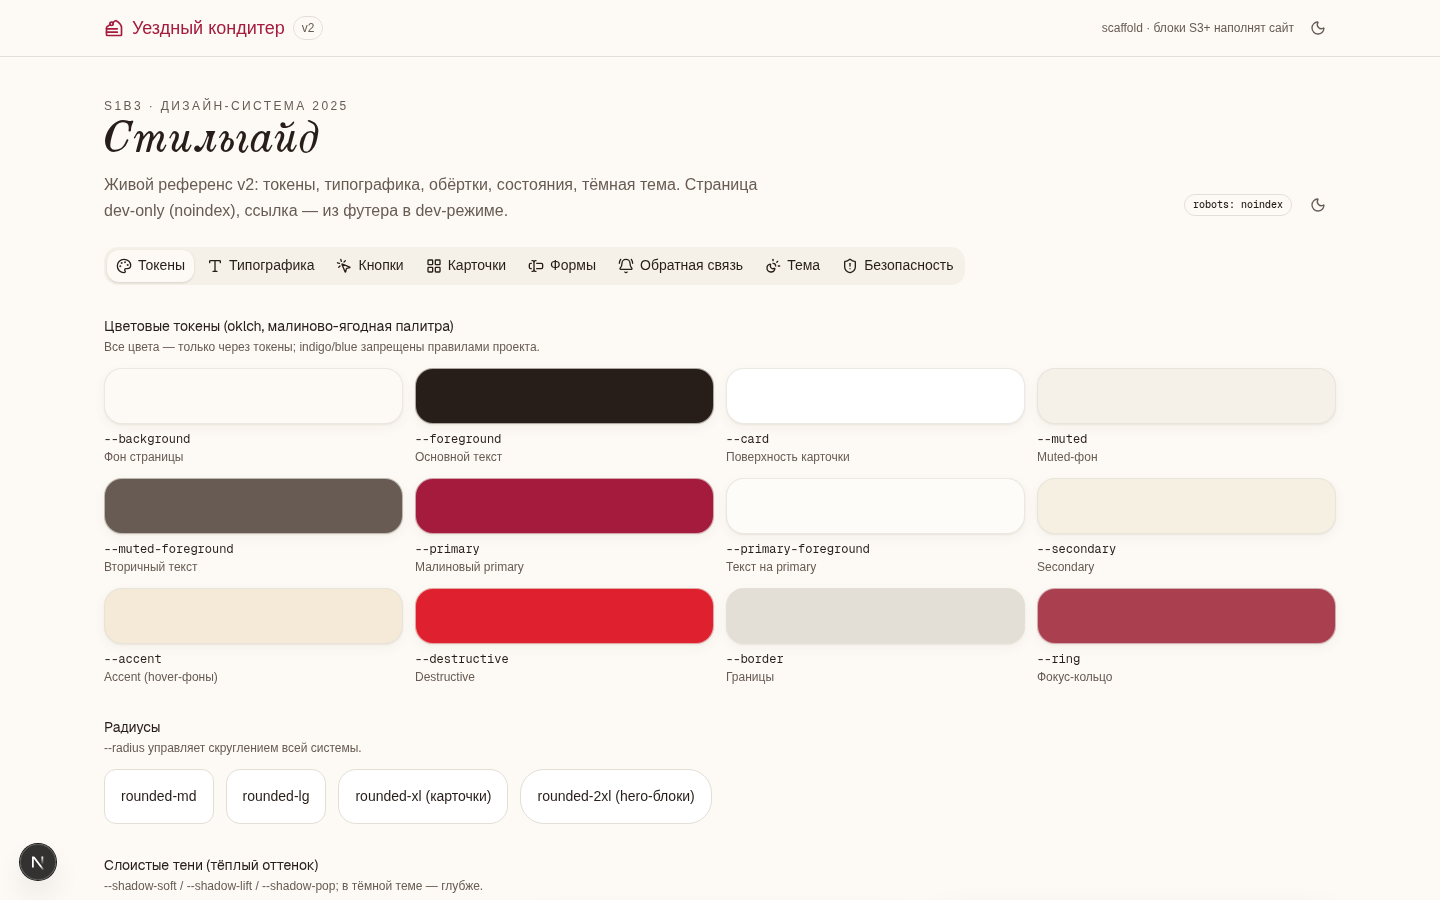 Уездный кондитер v2
scaffold · блоки S3+ наполнят сайт
S1B3 · ДИЗАЙН-СИСТЕМА 2025
Стильгайд
Живой референс v2: токены, типографика, обёртки, состояния, тёмная тема. Страница
dev-only (noindex), ссылка — из футера в dev-режиме.
robots: noindex
Токены Типографика Кнопки Карточки Формы Обратная связь Тема Безопасность
Цветовые токены (oklch, малиново-ягодная палитра)
Все цвета — только через токены; indigo/blue запрещены правилами проекта.
--background --foreground --card --muted
Фон страницы Основной текст Поверхность карточки Muted-фон
--muted-foreground --primary --primary-foreground --secondary
Вторичный текст Малиновый primary Текст на primary Secondary
--accent --destructive --border --ring
Accent (hover-фоны) Destructive Границы Фокус-кольцо
Радиусы
--radius управляет скруглением всей системы.
rounded-md rounded-lg rounded-xl (карточки) rounded-2xl (hero-блоки)
Слоистые тени (тёплый оттенок)
--shadow-soft / --shadow-lift / --shadow-pop; в тёмной теме — глубже.
N